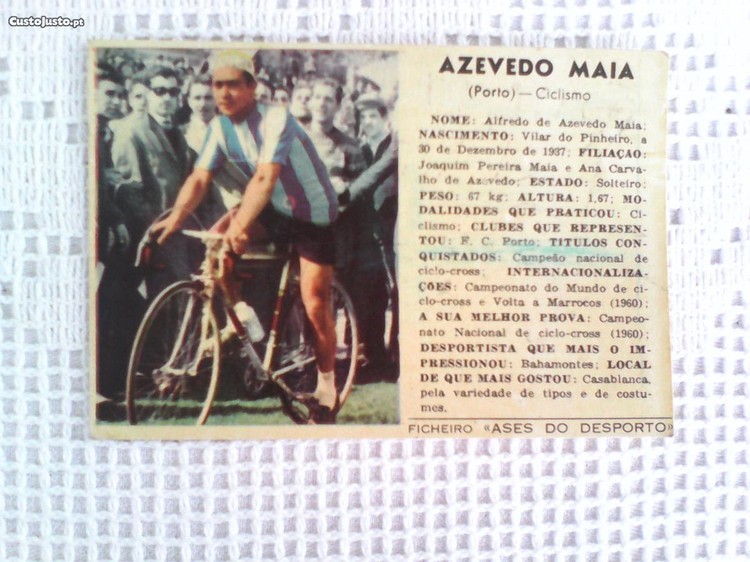 CustoJusto.pt
AZEVEDO MAIA
(Porto) — Ciclismo
NOME: Alfredo de Azevedo Maia;
NASCIMENTO: Vilar do Pinheiro, a
30 de Dezembro de 1937; FILIAÇÃO:
Joaquim Pereira Maia e Ana Carva-
lho de Azevedo; ESTADO: Solteiro;
PESO: 67 kg; ALTURA: 1,67; MO-
DALIDADES QUE PRATICOU: Ci-
clismo; CLUBES QUE REPRESEN-
TOU: F. C. Porto; TITULOS CON-
QUISTADOS: Campeão nacional de
ciclo-cross; INTERNACIONALIZA-
ÇÕES: Campeonato do Mundo de ci-
clo-cross e Volta a Marrocos (1960);
A SUA MELHOR PROVA: Campeo-
nato Nacional de ciclo-cross (1960);
DESPORTISTA QUE MAIS O IM-
PRESSIONOU: Bahamontes; LOCAL
DE QUE MAIS GOSTOU: Casablanca,
pela variedade de tipos e de costu-
mes.
FICHEIRO «ASES DO DESPORTO»